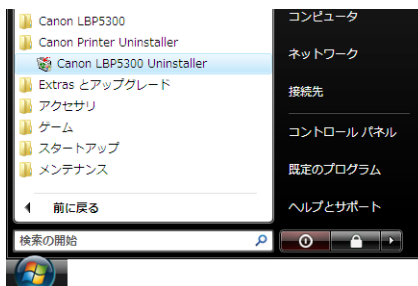 Canon LBP5300
Canon Printer Uninstaller
Canon LBP5300 Uninstaller
Extras とアップグレード
アクセサリ
ゲーム
スタートアップ
メンテナンス
前に戻る
検索の開始
コンピュータ
ネットワーク
接続先
コントロール パネル
既定のプログラム
ヘルプとサポート